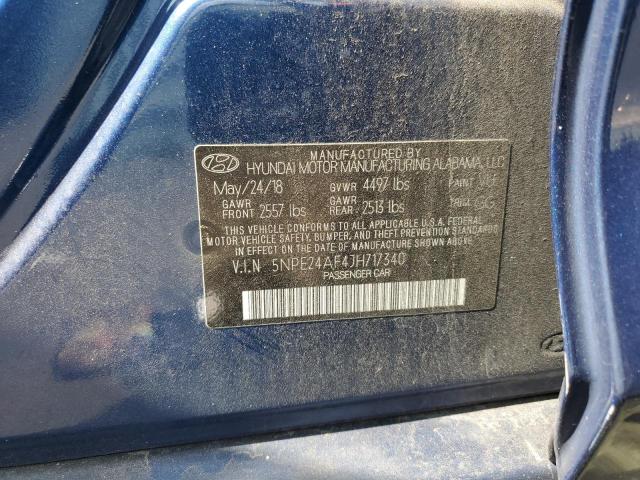 MANUFACTURED BY
HYUNDAI MOTOR MANUFACTURING ALABAMA, LLC
May/24/18 GVWR 4497 lbs PAINT
GAWR FRONT 2557 lbs GAWR REAR 2513 lbs TRIM
THIS VEHICLE CONFORMS TO ALL APPLICABLE U.S.A. FEDERAL
MOTOR VEHICLE SAFETY, BUMPER, AND THEFT PREVENTION STANDARDS
IN EFFECT ON THE DATE OF MANUFACTURE SHOWN ABOVE.
V.I.N 5NPE24AF4JH717340
PASSENGER CAR